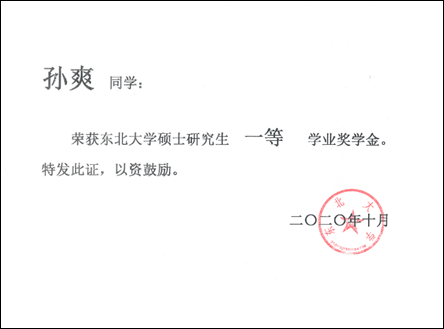 孙爽 同学：
荣获东北大学硕士研究生 一等 学业奖学金。
特发此证，以资鼓励。
二〇二〇年十月
东北大学